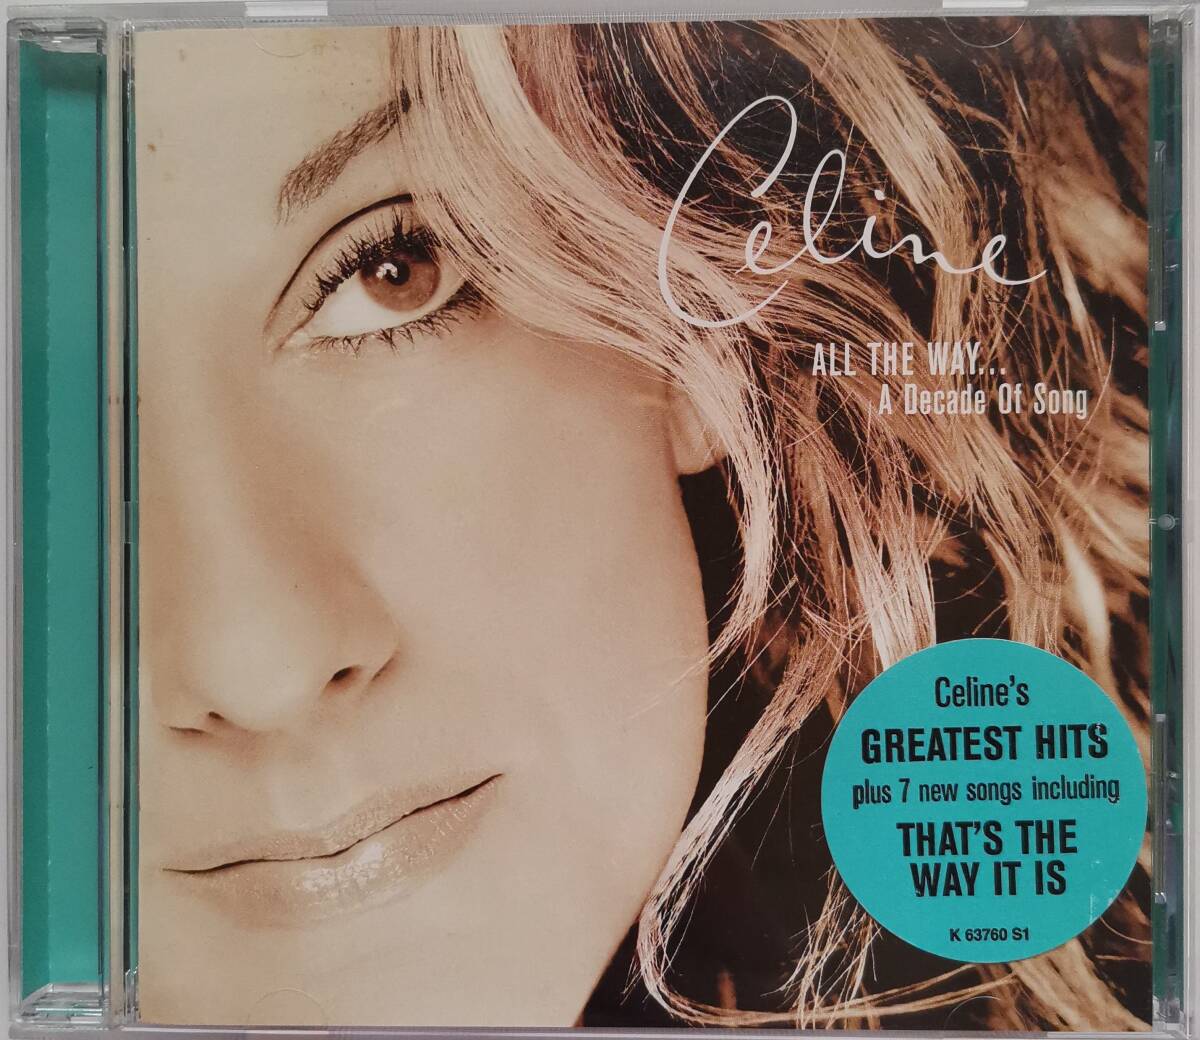 Celine
ALL THE WAY...
A Decade Of Song
Celine's
GREATEST HITS
plus 7 new songs including
THAT'S THE
WAY IT IS
K 63760 S1